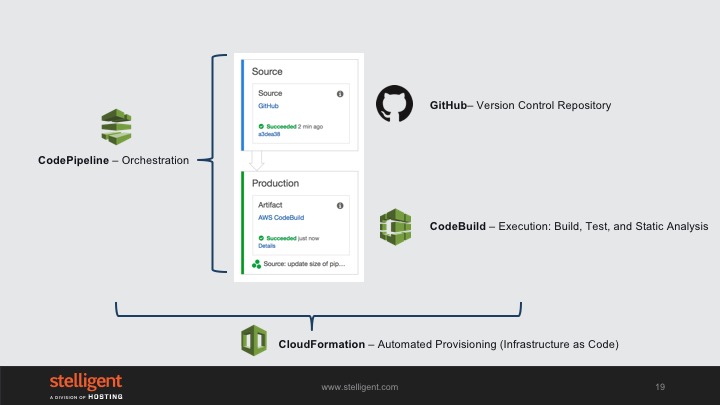 Source
Source
GitHub
Succeeded 2 min ago
a3dea38
GitHub– Version Control Repository
CodePipeline – Orchestration
Production
Artifact
AWS CodeBuild
Succeeded just now
Details
Source: update size of pip...
CodeBuild – Execution: Build, Test, and Static Analysis
CloudFormation – Automated Provisioning (Infrastructure as Code)
stelligent
A DIVISION OF HOSTING
www.stelligent.com
19